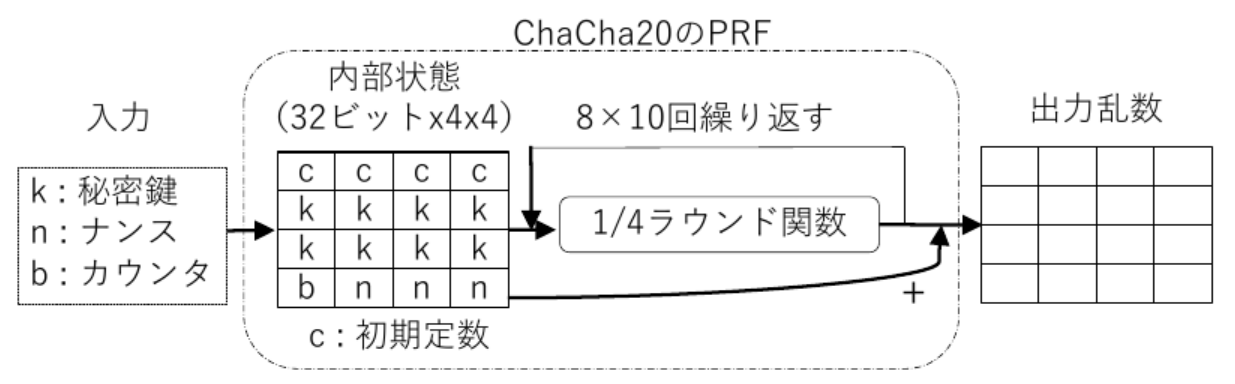 ChaCha20のPRF
入力
k : 秘密鍵
n : ナンス
b : カウンタ
内部状態
(32ビットx4x4)
c c c c
k k k k
k k k k
b n n n
c : 初期定数
8×10回繰り返す
1/4ラウンド関数
+
出力乱数